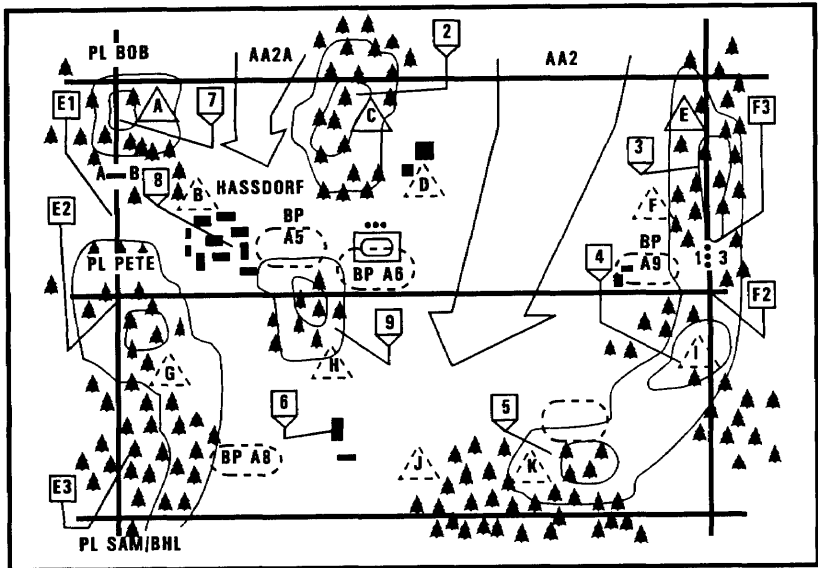 2
PL BOB
AA2A
AA2
E1
7
A
C
E
F3
3
A B
8
B
HASSDORF
D
F
E2
BP
A5
BP A6
4
BP
A9
1 3
PL PETE
F2
9
G
H
I
6
5
BP A8
J
K
E3
PL SAM/BHL